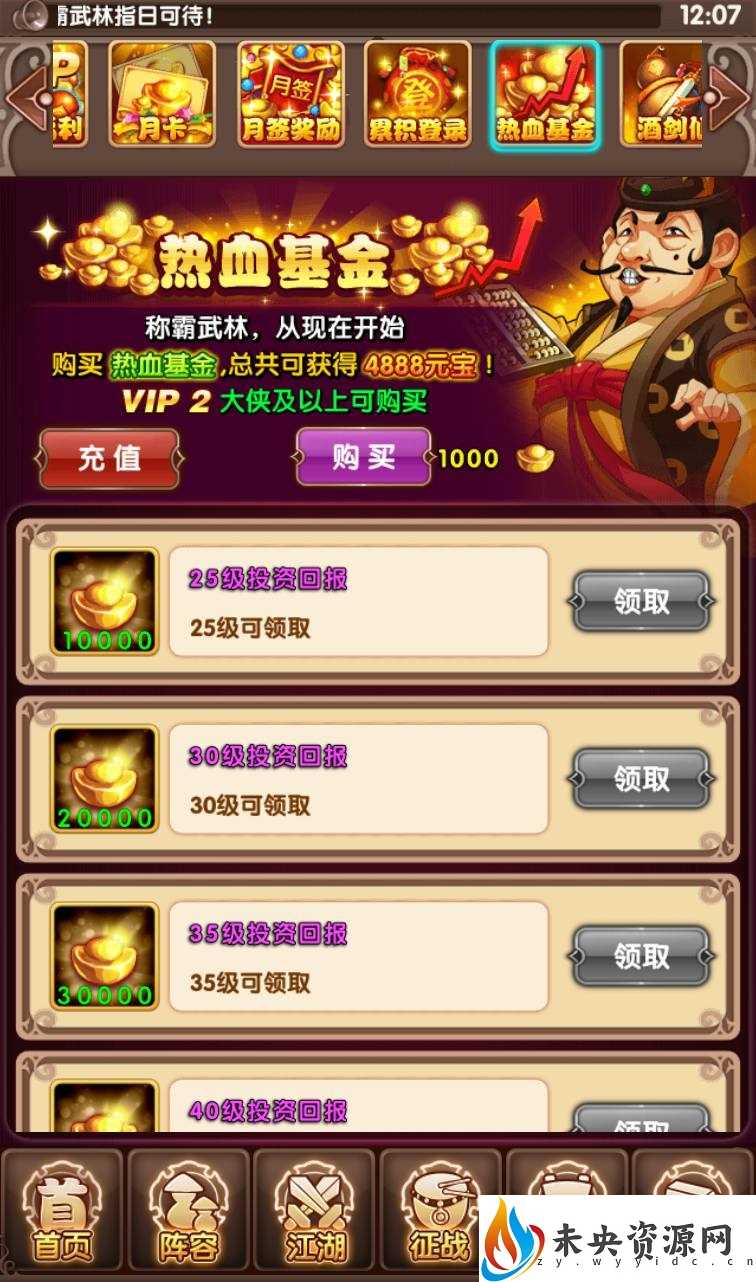 霸武林指日可待！
12:07
月卡
月签
月签奖励
登
累积登录
热血基金
酒剑仙
热血基金
称霸武林，从现在开始
购买 热血基金,总共可获得 4888元宝！
VIP 2 大侠及以上可购买
充值
购买 1000
25级投资回报
25级可领取
10000
领取
30级投资回报
30级可领取
20000
领取
35级投资回报
35级可领取
30000
领取
40级投资回报
领取
首
首页
阵容
江湖
征战
未央资源网
zy.wyyidc.cn